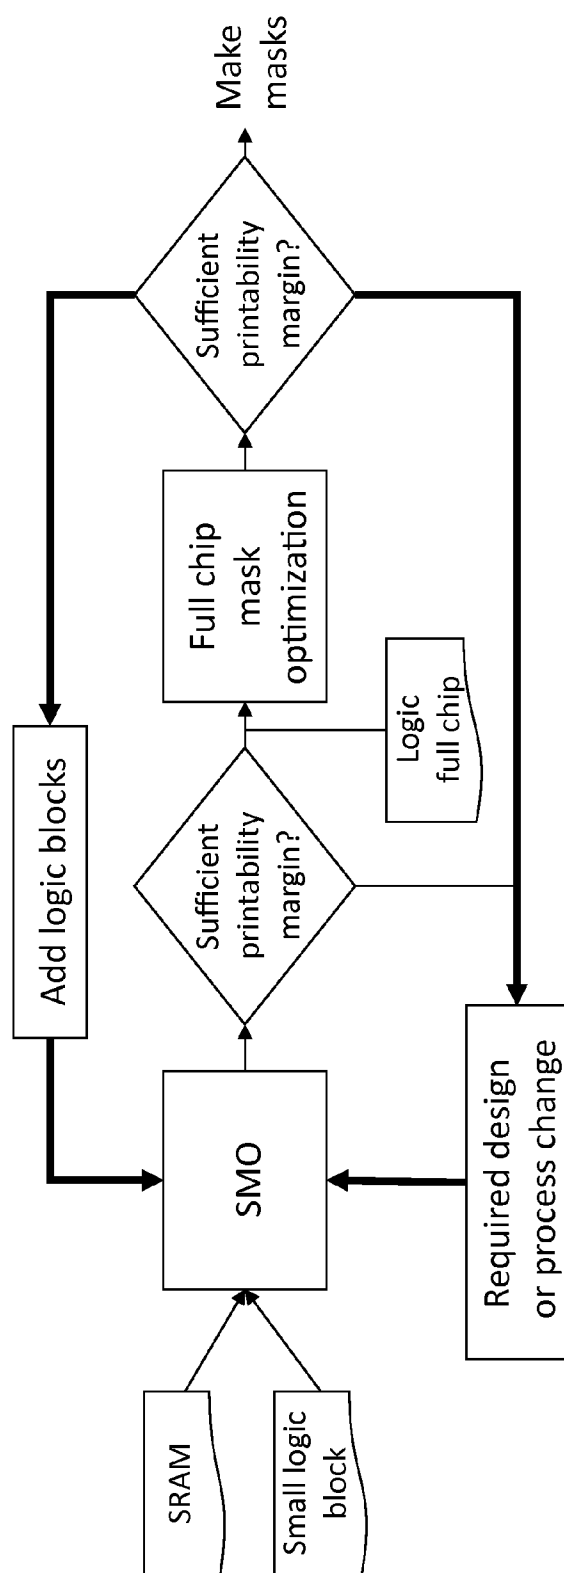 SRAM
Small logic
block
SMO
Add logic blocks
Required design
or process change
Sufficient
printability
margin?
Logic
full chip
Full chip
mask
optimization
Sufficient
printability
margin?
Make
masks